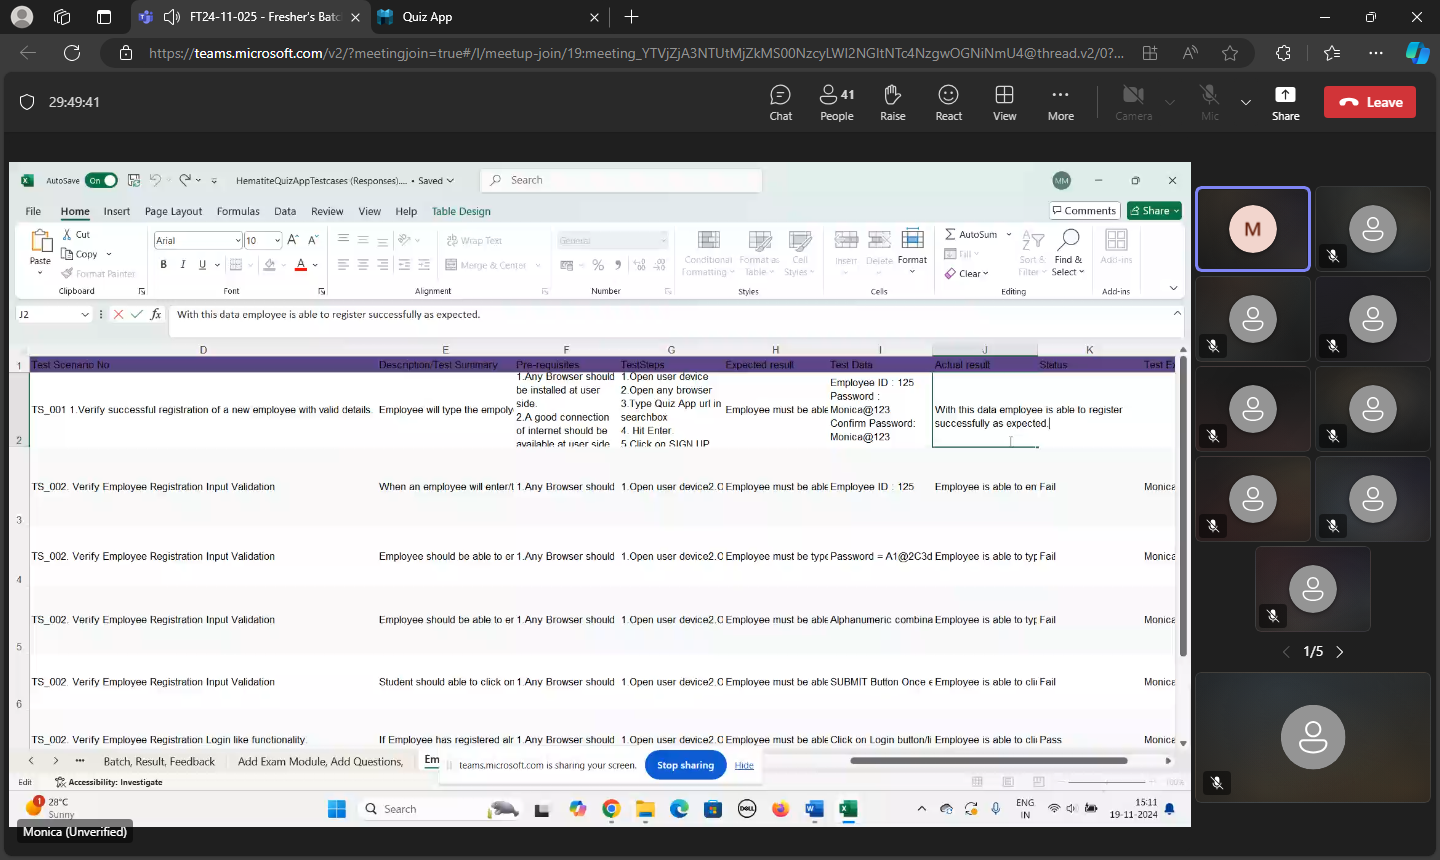 FT24-11-025 - Fresher's Batc
Quiz App
https://teams.microsoft.com/v2/?meetingjoin=true#/l/meetup-join/19:meeting_YTVjZjA3NTUtMjZkMS00NzcyLWI2NGItNTc4NzgwOGNiNmU4@thread.v2/0?...
29:49:41
Chat
41
People
Raise
React
View
More
Camera
Mic
Share
Leave
AutoSave
On
HematiteQuizAppTestcases (Responses).... • Saved
Search
MM
File
Home
Insert
Page Layout
Formulas
Data
Review
View
Help
Table Design
Comments
Share
Paste
Cut
Copy
Format Painter
Clipboard
Arial
10
B I U
Font
Wrap Text
Merge & Center
Alignment
General
Number
Conditional Formatting
Format as Table
Cell Styles
Styles
Insert
Delete
Format
Cells
AutoSum
Fill
Clear
Sort & Filter
Find & Select
Editing
Add-ins
Add-ins
J2
fx
With this data employee is able to register successfully as expected.
D E F G H I J K
1 Test Scenario No Description/Test Summary Pre-requisites TestSteps Expected result Test Data Actual result Status Test E
2
TS_001 1.Verify successful registration of a new employee with valid details.
Employee will type the empoly
1.Any Browser should
be installed at user
side.
2.A good connection
of internet should be
available at user side
1.Open user device
2.Open any browser
3.Type Quiz App url in
searchbox
4. Hit Enter.
5.Click on SIGN UP
Employee must be able
Employee ID : 125
Password :
Monica@123
Confirm Password:
Monica@123
With this data employee is able to register
successfully as expected.
3 TS_002. Verify Employee Registration Input Validation When an employee will enter/t 1.Any Browser should 1.Open user device2.O Employee must be able Employee ID : 125 Employee is able to en Fail Monica
4 TS_002. Verify Employee Registration Input Validation Employee should be able to er 1.Any Browser should 1.Open user device2.O Employee must be type Password = A1@2C3d Employee is able to typ Fail Monica
5 TS_002. Verify Employee Registration Input Validation Employee should be able to er 1.Any Browser should 1.Open user device2.O Employee must be able Alphanumeric combina Employee is able to typ Fail Monica
6 TS_002. Verify Employee Registration Input Validation Student should able to click on 1.Any Browser should 1.Open user device2.O Employee must be able SUBMIT Button Once e Employee is able to cli Fail Monica
TS_002. Verify Employee Registration Login like functionality. If Employee has registered alr 1.Any Browser should 1.Open user device2.O Employee must be able Click on Login button/li Employee is able to cli Pass Monica
Batch, Result, Feedback
Add Exam Module, Add Questions,
Em
teams.microsoft.com is sharing your screen.
Stop sharing
Hide
Edit
Accessibility: Investigate
100%
1
28°C
Sunny
Search
DELL
ENG
IN
15:11
19-11-2024
Monica (Unverified)
M
1/5